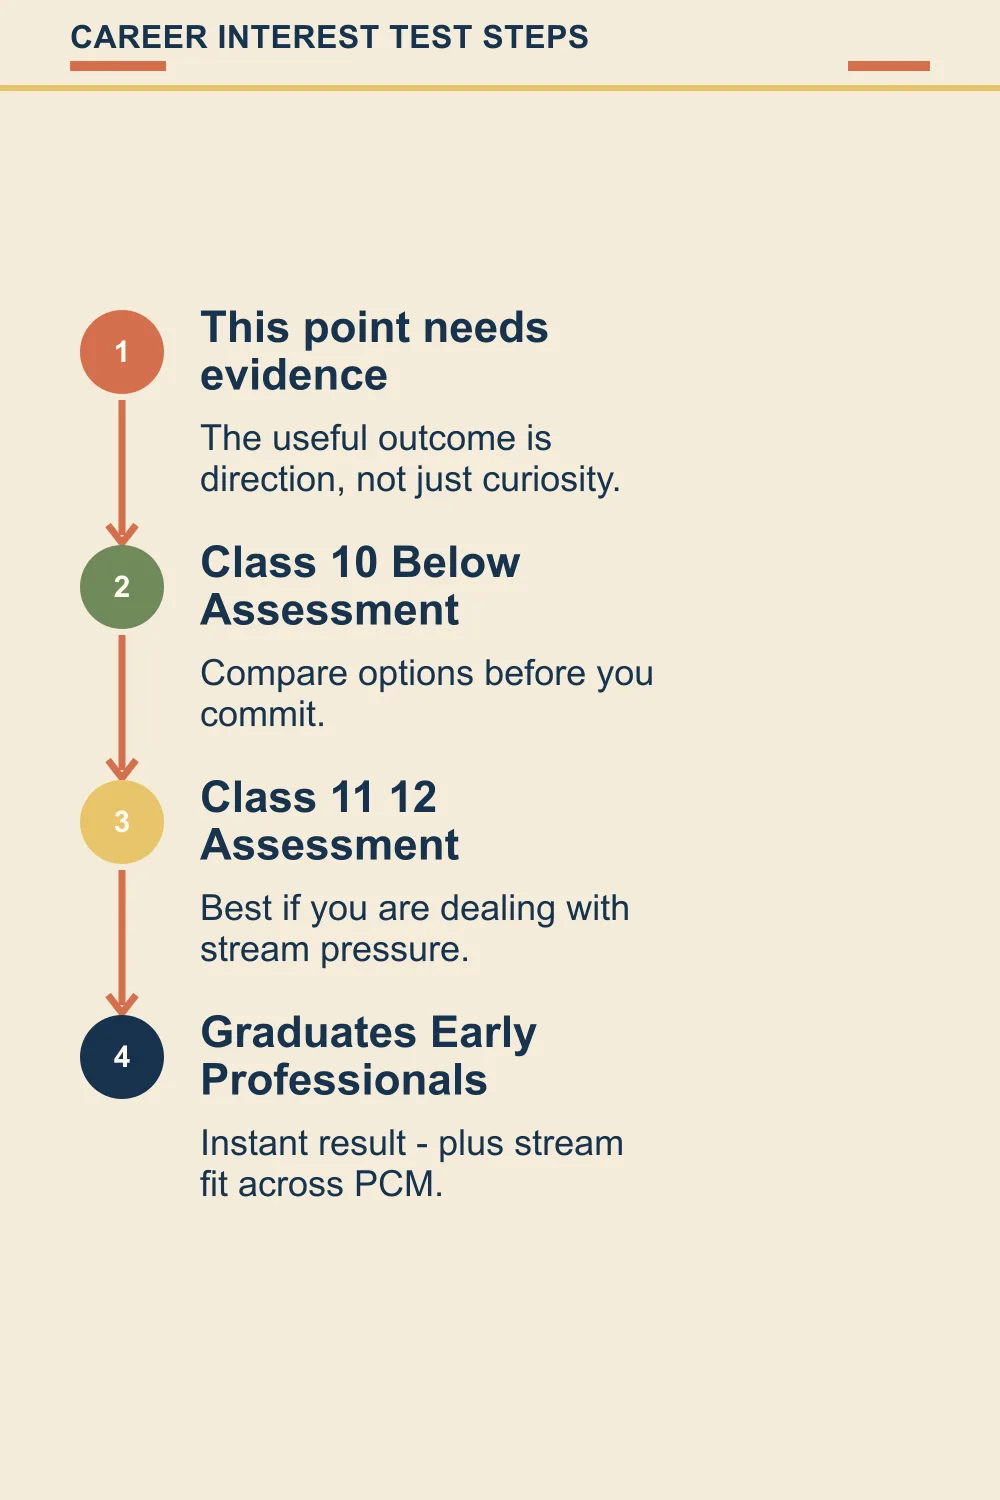 CAREER INTEREST TEST STEPS
1
This point needs
evidence
The useful outcome is
direction, not just curiosity.
2
Class 10 Below
Assessment
Compare options before you
commit.
3
Class 11 12
Assessment
Best if you are dealing with
stream pressure.
4
Graduates Early
Professionals
Instant result - plus stream
fit across PCM.